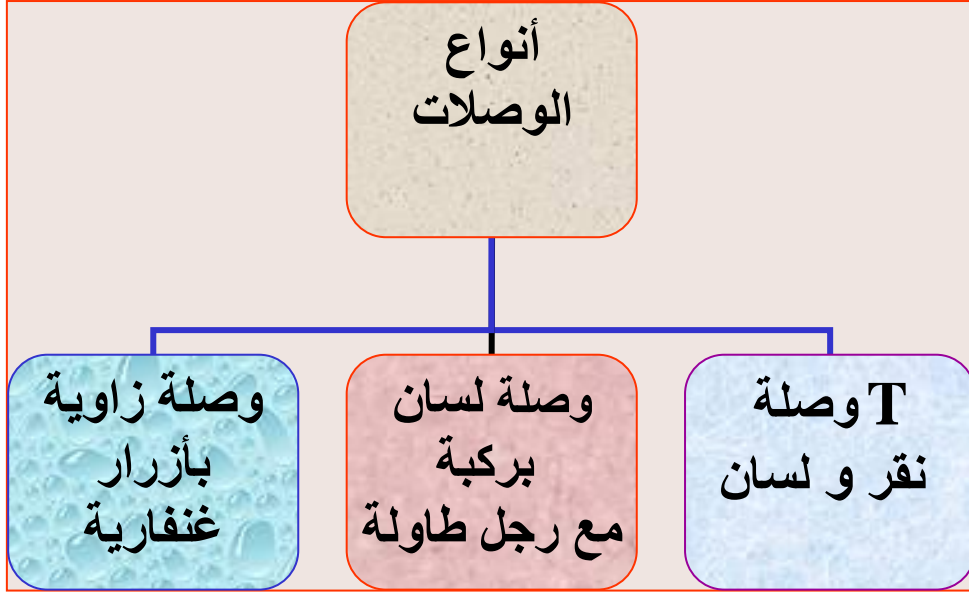 أنواع
الوصلات
T وصلة
نقر و لسان
وصلة لسان
بركبة
مع رجل طاولة
وصلة زاوية
بأزرار
غنفارية